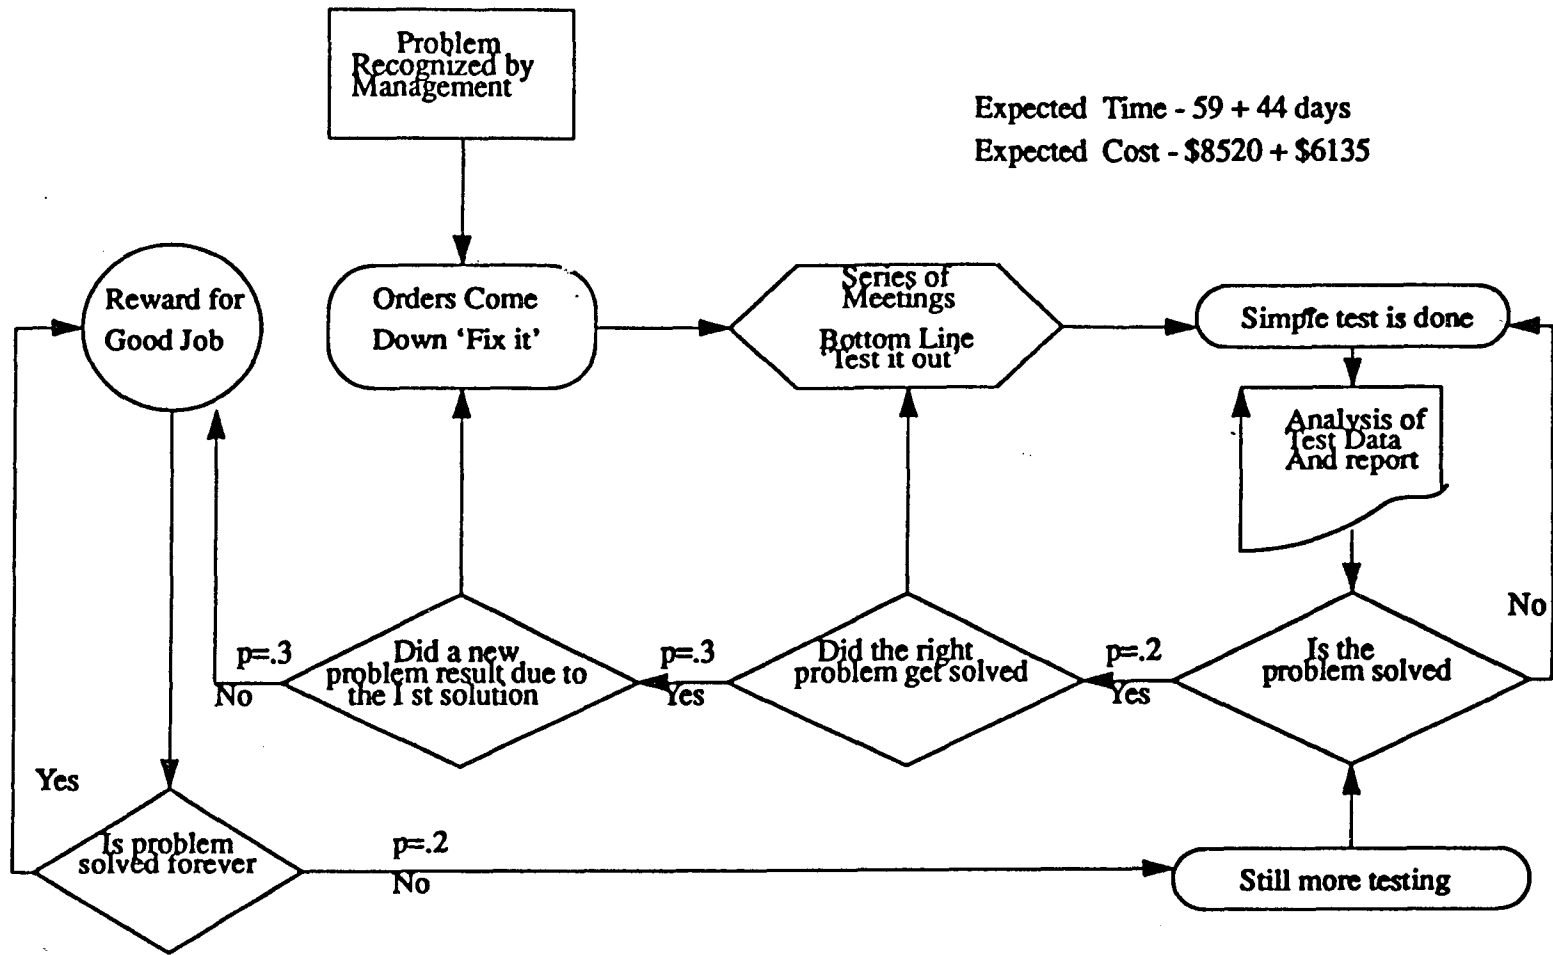 Problem
Recognized by
Management
Expected Time - 59 + 44 days
Expected Cost - $8520 + $6135
Reward for
Good Job
Orders Come
Down ‘Fix it’
Series of
Meetings
Bottom Line
‘Test it out’
Simple test is done
Analysis of
Test Data
And report
No
p=.3
No
Did a new
problem result due to
the 1 st solution
p=.3
Yes
Did the right
problem get solved
p=.2
Yes
Is the
problem solved
Yes
Is problem
solved forever
p=.2
No
Still more testing